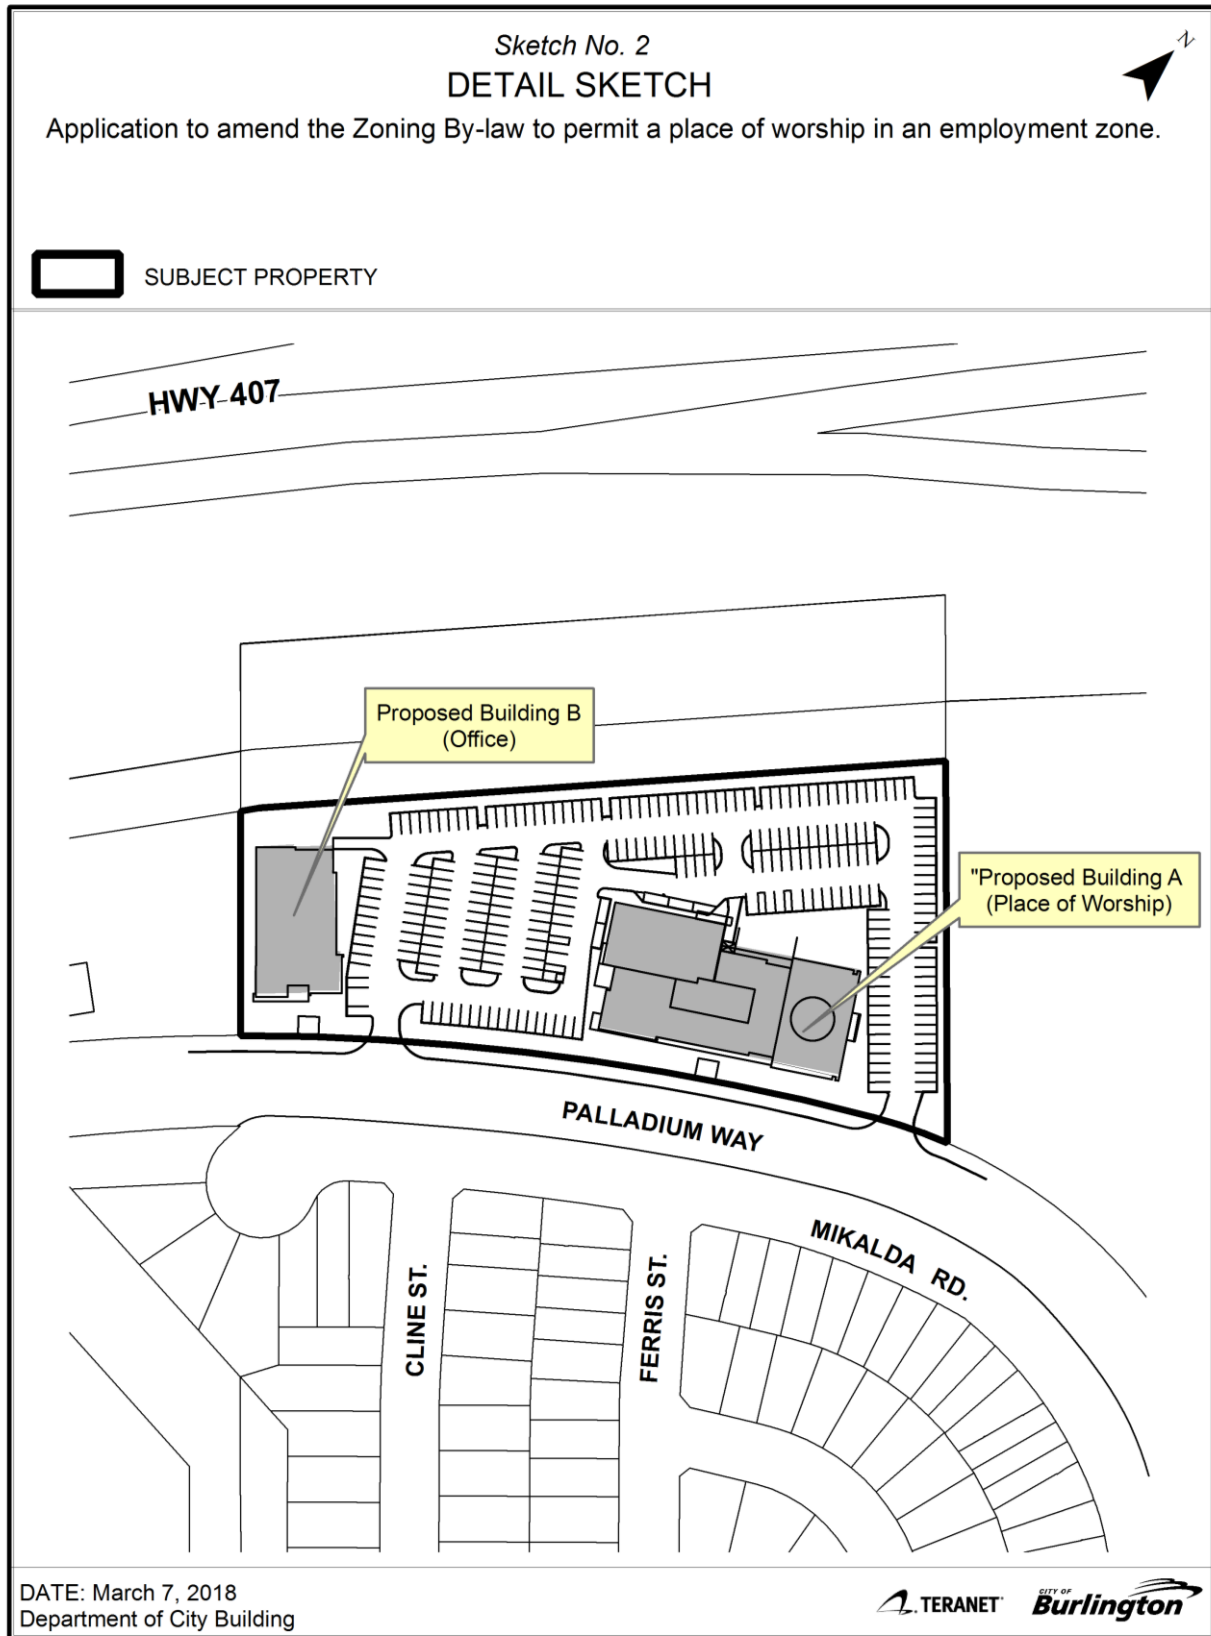 Sketch No. 2
DETAIL SKETCH
Application to amend the Zoning By-law to permit a place of worship in an employment zone.
N
SUBJECT PROPERTY
HWY 407
Proposed Building B
(Office)
"Proposed Building A
(Place of Worship)
PALLADIUM WAY
MIKALDA RD.
CLINE ST.
FERRIS ST.
DATE: March 7, 2018
Department of City Building
TERANET
CITY OF
Burlington